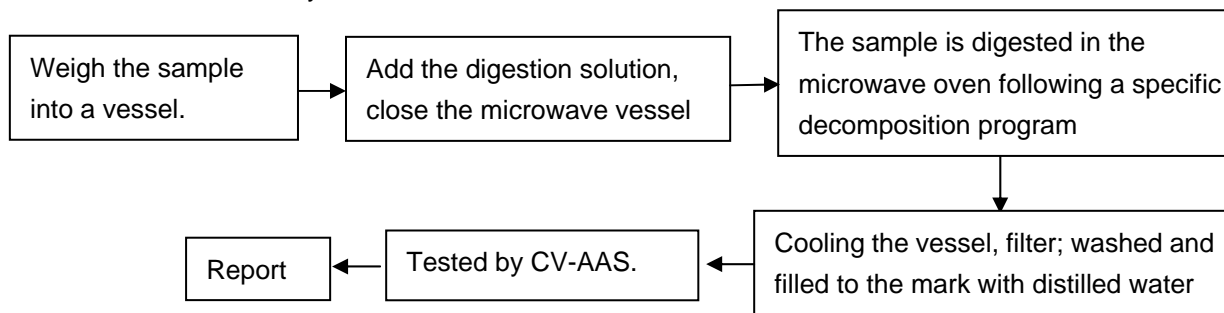 Weigh the sample
into a vessel.
Add the digestion solution,
close the microwave vessel
The sample is digested in the
microwave oven following a specific
decomposition program
Cooling the vessel, filter; washed and
filled to the mark with distilled water
Tested by CV-AAS.
Report